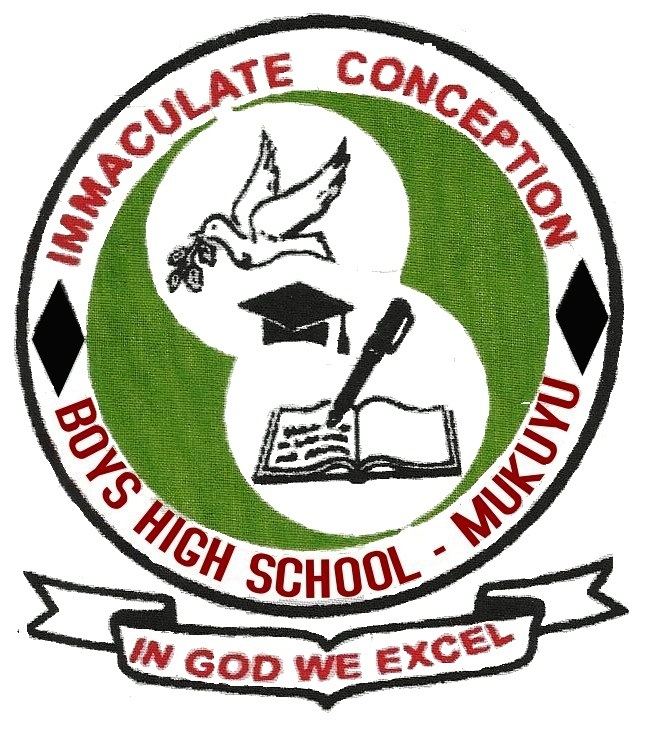 IMMACULATE CONCEPTION
BOYS HIGH SCHOOL - MUKUYU
IN GOD WE EXCEL